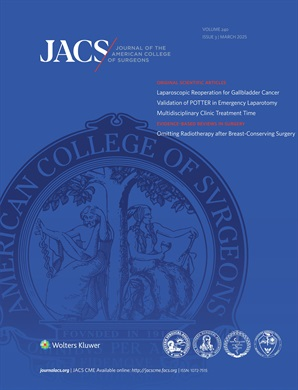 VOLUME 240
ISSUE 3 | MARCH 2025
JACS
JOURNAL OF THE
AMERICAN COLLEGE
OF SURGEONS
ORIGINAL SCIENTIFIC ARTICLES
Laparoscopic Reoperation for Gallbladder Cancer
Validation of POTTER in Emergency Laparotomy
Multidisciplinary Clinic Treatment Time
Omitting Radiotherapy after Breast-Conserving Surgery
AMERICAN COLLEGE OF SVRGEONS
FOUNDED IN
Wolters Kluwer
journalacs.org | JACS CME Available online: http://jacscme.facs.org | ISSN 1072-7515